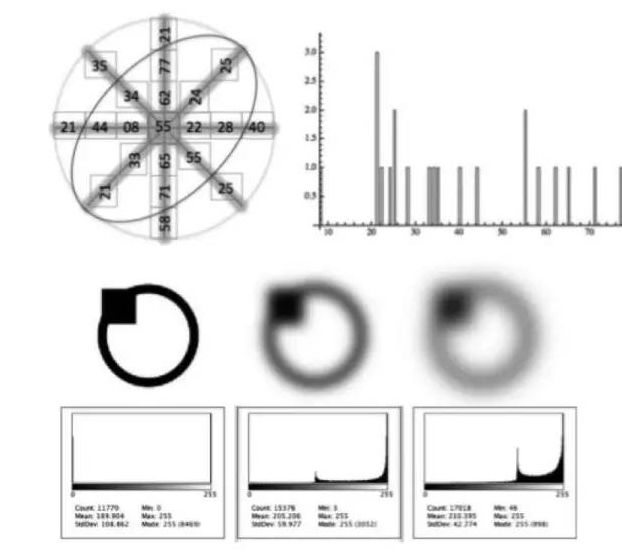 21
77
35
25
34
62
24
21 44 08 55 22 28 40
33
65
55
21
71
25
58
3.0
2.5
2.0
1.5
1.0
0.5
10 20 30 40 50 60 70
0 255
Count: 11770 Min: 0
Mean: 189.904 Max: 255
StdDev: 108.862 Mode: 255 (8469)
0 255
Count: 15376 Min: 3
Mean: 205.206 Max: 255
StdDev: 59.977 Mode: 255 (3052)
0 255
Count: 17018 Min: 46
Mean: 210.395 Max: 255
StdDev: 42.774 Mode: 255 (898)